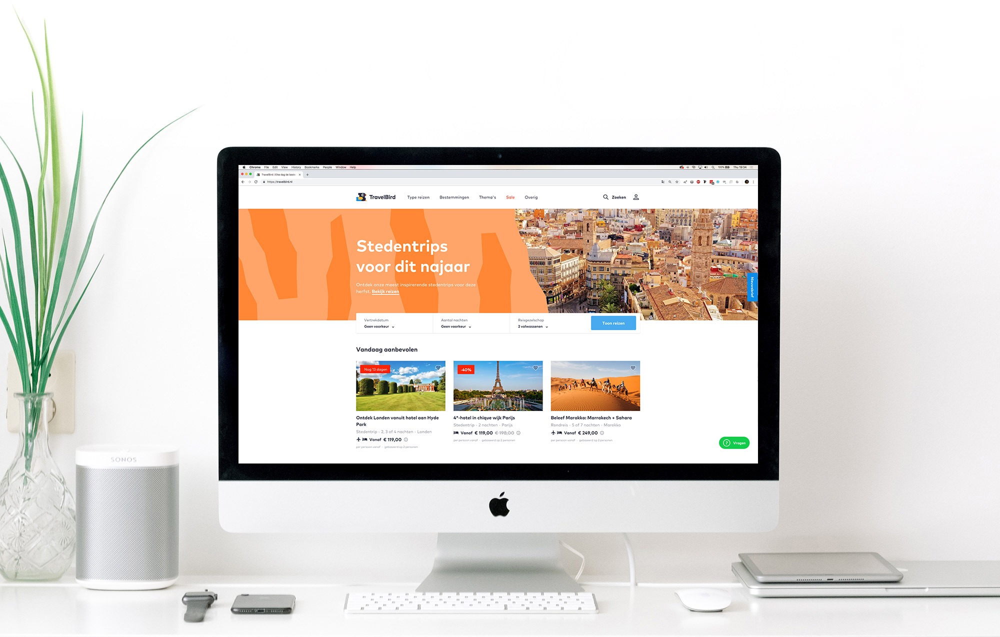 Chrome File Edit View History Bookmarks People Window Help
100% Thu 19:34
TravelBird | Elke dag de beste
https://travelbird.nl
TravelBird Type reizen Bestemmingen Thema's Sale Overig Zoeken
Stedentrips
voor dit najaar
Ontdek onze meest inspirerende stedentrips voor deze
herfst. Bekijk reizen
Nieuwsbrief
Vertrekdatum Aantal nachten Reisgezelschap
Geen voorkeur Geen voorkeur 2 volwassenen
Toon reizen
Vandaag aanbevolen
Nog 13 dagen
Ontdek Londen vanuit hotel aan Hyde
Park
Stedentrip · 2, 3 of 4 nachten · Londen
Vanaf € 119,00
per persoon vanaf · gebaseerd op 2 personen
-40%
4*-hotel in chique wijk Parijs
Stedentrip · 2 nachten · Parijs
Vanaf € 119,00 € 198,00
per persoon vanaf · gebaseerd op 2 personen
Beleef Marokko: Marrakech + Sahara
Rondreis · 5 of 7 nachten · Marokko
Vanaf € 249,00
per persoon vanaf · gebaseerd op 2 personen
? Vragen
SONOS